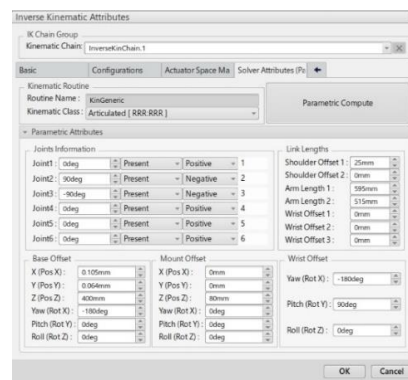 Inverse Kinematic Attributes
IK Chain Group
Kinematic Chain: InverseKinChain.1
Basic Configurations Actuator Space Ma Solver Attributes (Pa
Kinematic Routine
Routine Name : KinGeneric
Kinematic Class : Articulated { RRR:RRR }
Parametric Compute
Parametric Attributes
Joints Information
Joint1 : 0deg Present Positive 1
Joint2 : 90deg Present Negative 2
Joint3 : -90deg Present Negative 3
Joint4 : 0deg Present Positive 4
Joint5 : 0deg Present Positive 5
Joint6 : 0deg Present Positive 6
Link Lengths
Shoulder Offset 1 : 25mm
Shoulder Offset 2 : 0mm
Arm Length 1 : 595mm
Arm Length 2 : 515mm
Wrist Offset 1 : 0mm
Wrist Offset 2 : 0mm
Wrist Offset 3 : 0mm
Base Offset
X (Pos X) : 0.105mm
Y (Pos Y) : 0.064mm
Z (Pos Z) : 400mm
Yaw (Rot X) : -180deg
Pitch (Rot Y) : 0deg
Roll (Rot Z) : 0deg
Mount Offset
X (Pos X) : 0mm
Y (Pos Y) : 0mm
Z (Pos Z) : 80mm
Yaw (Rot X) : 0deg
Pitch (Rot Y) : 0deg
Roll (Rot Z) : 0deg
Wrist Offset
Yaw (Rot X) : -180deg
Pitch (Rot Y) : 90deg
Roll (Rot Z) : 0deg
OK Cancel